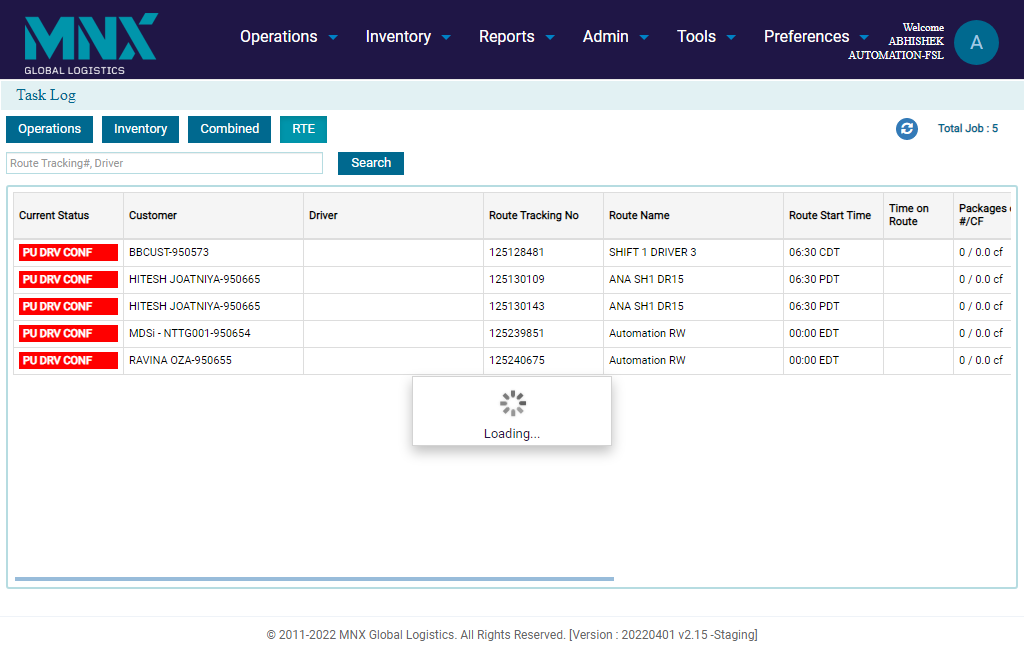 MNX
GLOBAL LOGISTICS
Operations Inventory Reports Admin Tools Preferences
Welcome
ABHISHEK
AUTOMATION-FSL
A
Task Log
Operations Inventory Combined RTE
Total Job : 5
Route Tracking#, Driver Search
Current Status Customer Driver Route Tracking No Route Name Route Start Time Time on Route Packages #/CF
PU DRV CONF BBCUST-950573 125128481 SHIFT 1 DRIVER 3 06:30 CDT 0 / 0.0 cf
PU DRV CONF HITESH JOATNIYA-950665 125130109 ANA SH1 DR15 06:30 PDT 0 / 0.0 cf
PU DRV CONF HITESH JOATNIYA-950665 125130143 ANA SH1 DR15 06:30 PDT 0 / 0.0 cf
PU DRV CONF MDSi - NTTG001-950654 125239851 Automation RW 00:00 EDT 0 / 0.0 cf
PU DRV CONF RAVINA OZA-950655 125240675 Automation RW 00:00 EDT 0 / 0.0 cf
Loading...
© 2011-2022 MNX Global Logistics. All Rights Reserved. [Version : 20220401 v2.15 -Staging]